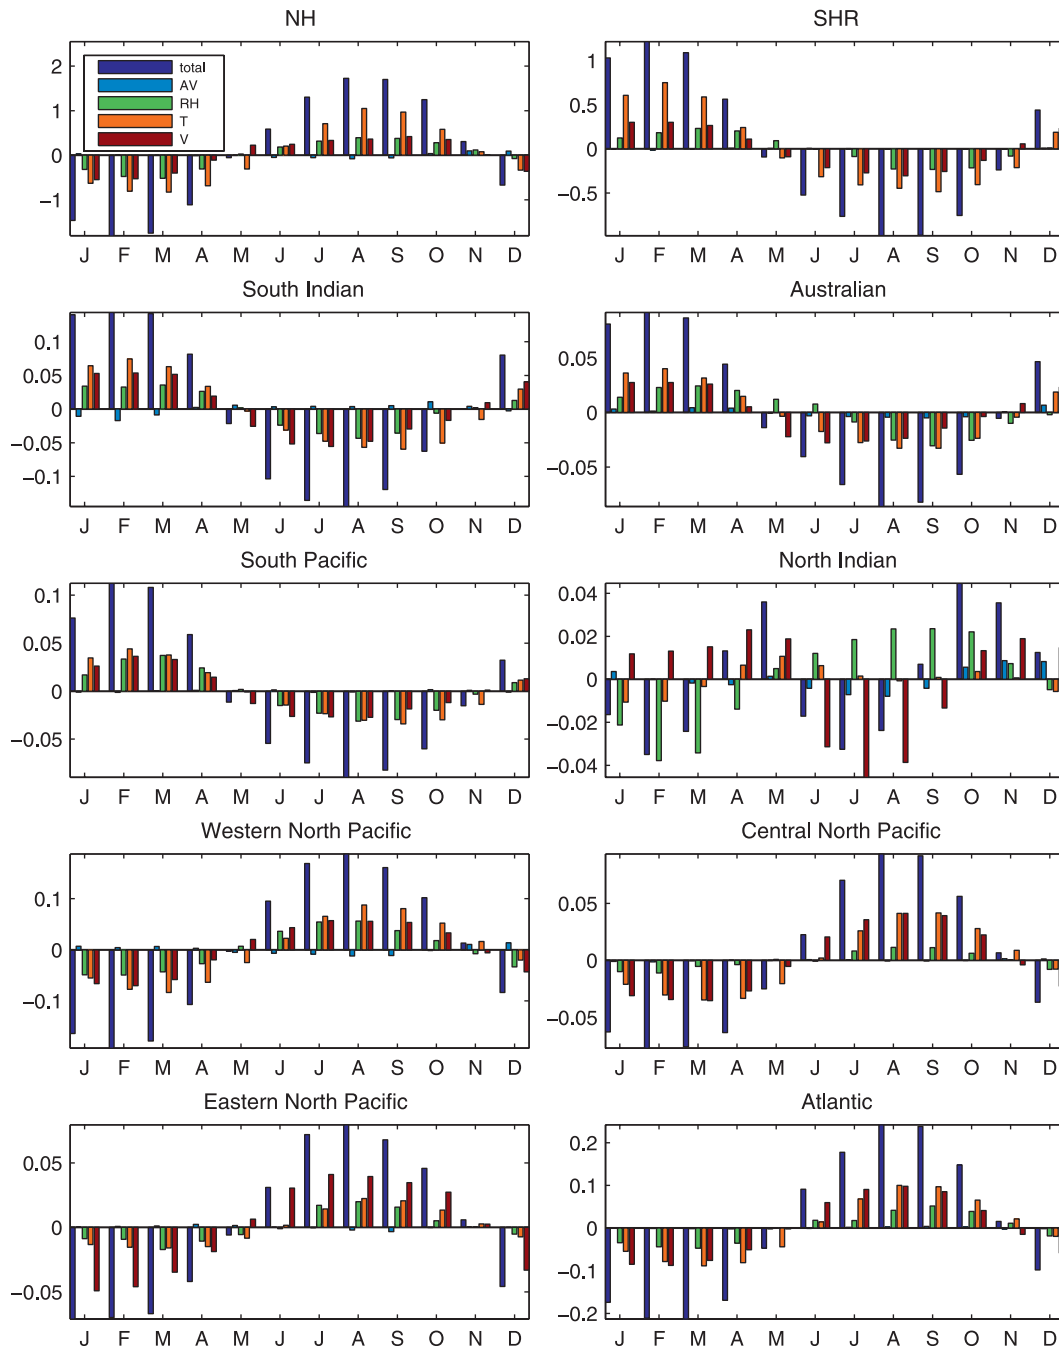 NH
2
1
0
−1
total
AV
RH
T
V
J F M A M J J A S O N D
SHR
1
0.5
0
−0.5
J F M A M J J A S O N D
South Indian
0.1
0.05
0
−0.05
−0.1
J F M A M J J A S O N D
Australian
0.05
0
−0.05
J F M A M J J A S O N D
South Pacific
0.1
0.05
0
−0.05
J F M A M J J A S O N D
North Indian
0.04
0.02
0
−0.02
−0.04
J F M A M J J A S O N D
Western North Pacific
0.1
0
−0.1
J F M A M J J A S O N D
Central North Pacific
0.05
0
−0.05
J F M A M J J A S O N D
Eastern North Pacific
0.05
0
−0.05
J F M A M J J A S O N D
Atlantic
0.2
0.1
0
−0.1
−0.2
J F M A M J J A S O N D